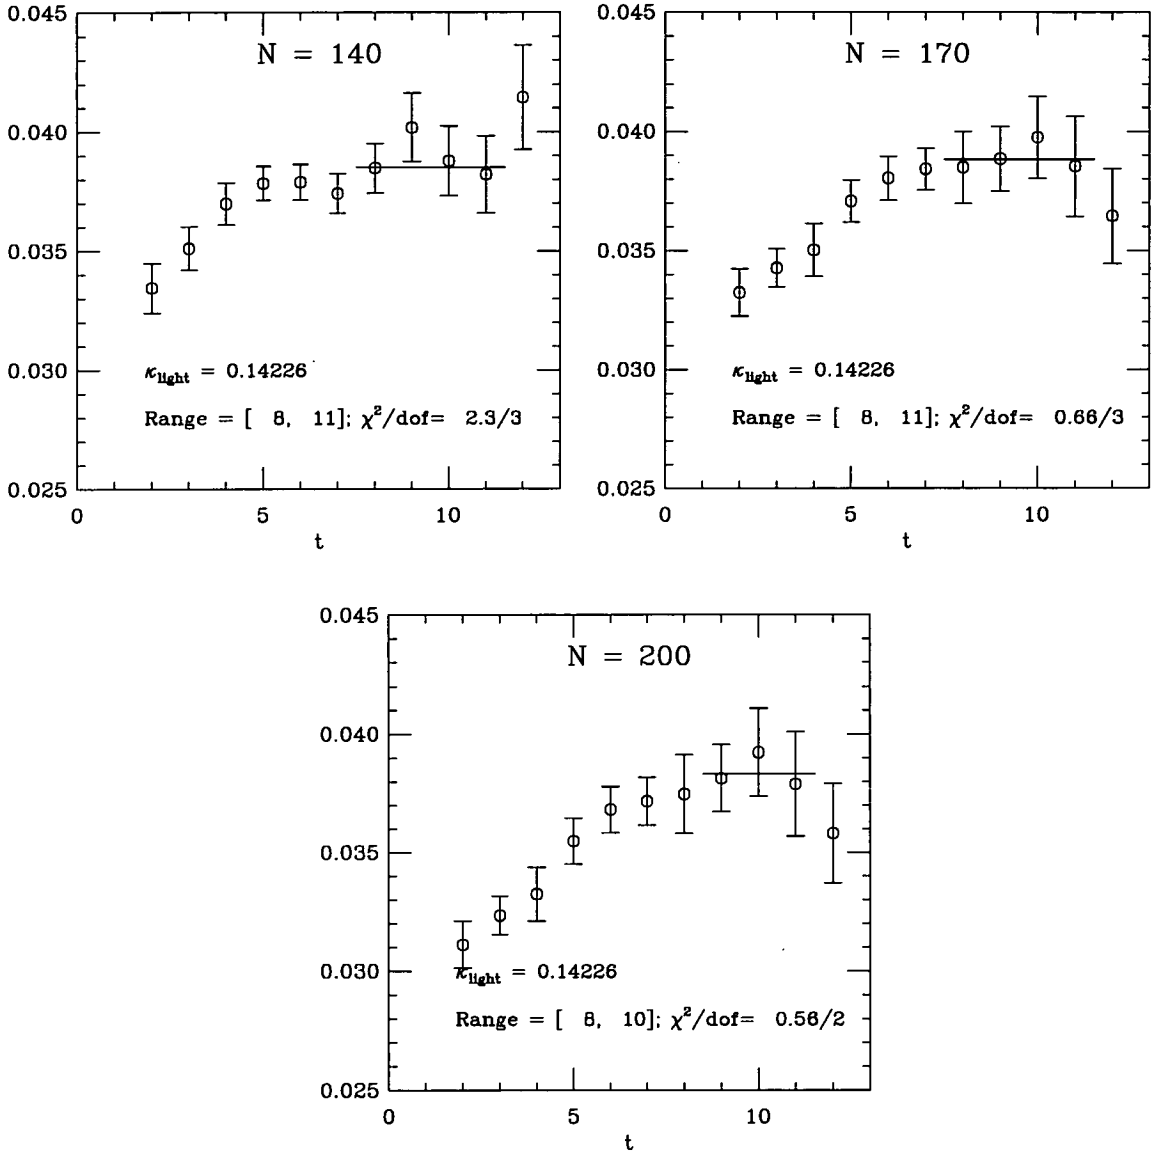 N = 140
0.045
0.040
0.035
0.030
0.025
κlight = 0.14226
Range = [ 8, 11]; χ²/dof= 2.3/3
0 5 10
t
N = 170
0.045
0.040
0.035
0.030
0.025
κlight = 0.14226
Range = [ 8, 11]; χ²/dof= 0.66/3
0 5 10
t
N = 200
0.045
0.040
0.035
0.030
0.025
κlight = 0.14226
Range = [ 8, 10]; χ²/dof= 0.56/2
0 5 10
t